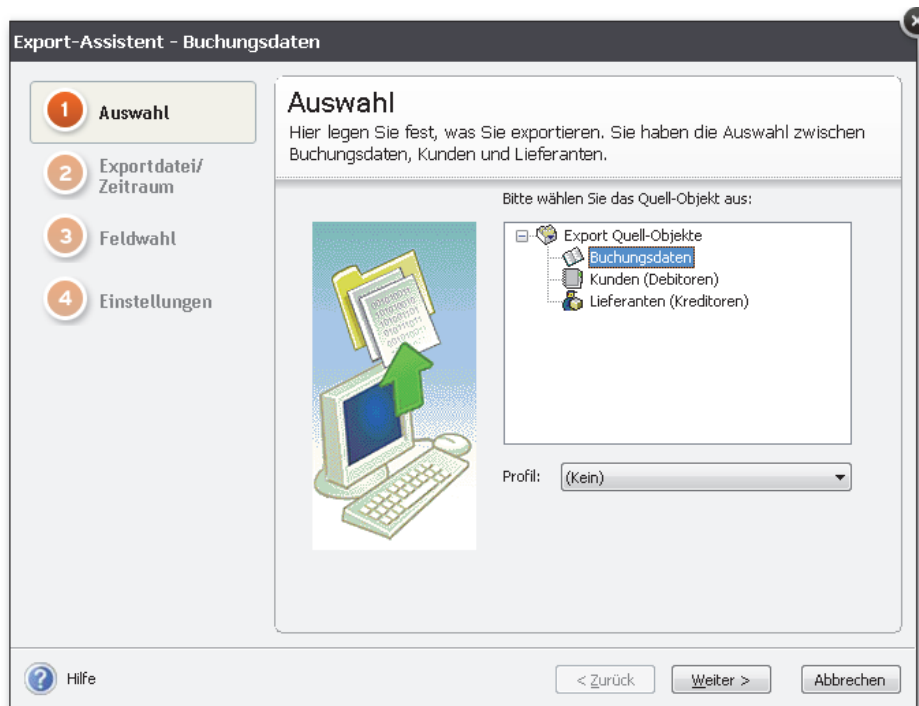 Export-Assistent - Buchungsdaten
1 Auswahl
2 Exportdatei/
Zeitraum
3 Feldwahl
4 Einstellungen
Auswahl
Hier legen Sie fest, was Sie exportieren. Sie haben die Auswahl zwischen
Buchungsdaten, Kunden und Lieferanten.
Bitte wählen Sie das Quell-Objekt aus:
Export Quell-Objekte
Buchungsdaten
Kunden (Debitoren)
Lieferanten (Kreditoren)
Profil: (Kein)
? Hilfe
< Zurück
Weiter >
Abbrechen